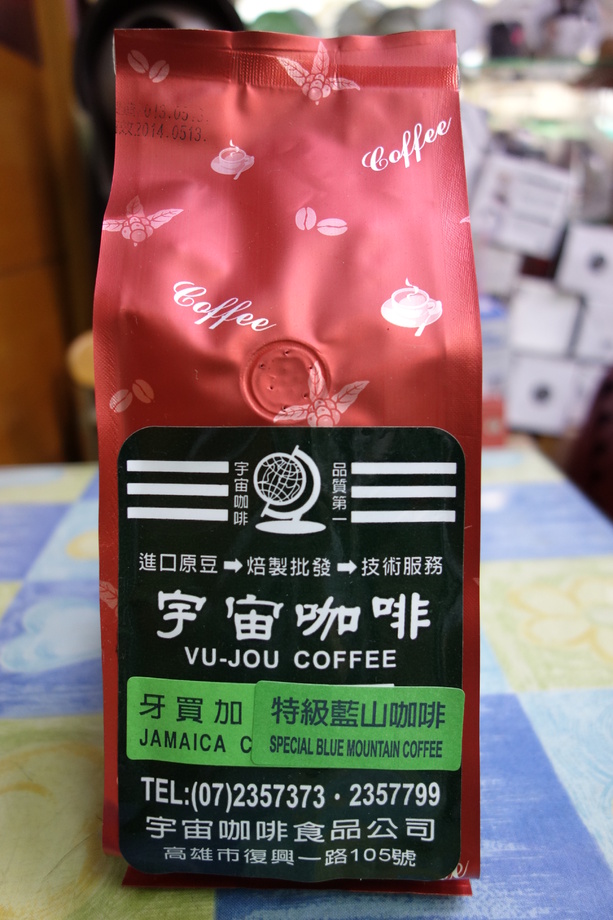 2014.0513.
Coffee
Coffee
宇宙咖啡
品質第一
進口原豆➡焙製批發➡技術服務
宇宙咖啡
VU-JOU COFFEE
牙買加
JAMAICA C
特級藍山咖啡
SPECIAL BLUE MOUNTAIN COFFEE
TEL:(07)2357373・2357799
宇宙咖啡食品公司
高雄市復興一路105號